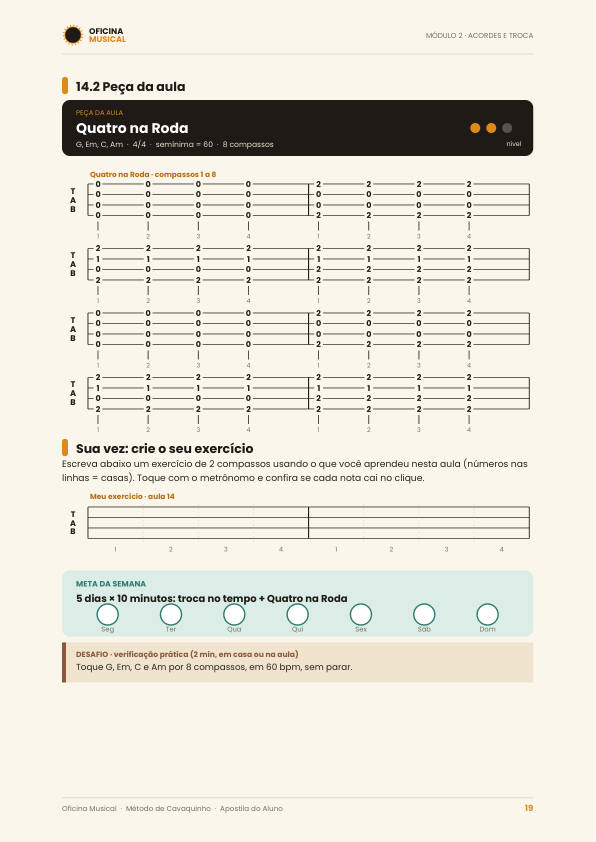 OFICINA
MUSICAL
MÓDULO 2 · ACORDES E TROCA
14.2 Peça da aula
PEÇA DA AULA
Quatro na Roda
G, Em, C, Am · 4/4 · semínima = 60 · 8 compassos
nível
Quatro na Roda · compassos 1 a 8
T
A
B
0 0 0 0 2 2 2 2
0 0 0 0 0 0 0 0
0 0 0 0 0 0 0 0
0 0 0 0 2 2 2 2
1 2 3 4 1 2 3 4
T
A
B
2 2 2 2 2 2 2 2
1 1 1 1 1 1 1 1
0 0 0 0 2 2 2 2
2 2 2 2 2 2 2 2
1 2 3 4 1 2 3 4
T
A
B
0 0 0 0 2 2 2 2
0 0 0 0 0 0 0 0
0 0 0 0 0 0 0 0
0 0 0 0 2 2 2 2
1 2 3 4 1 2 3 4
T
A
B
2 2 2 2 2 2 2 2
1 1 1 1 1 1 1 1
0 0 0 0 2 2 2 2
2 2 2 2 2 2 2 2
1 2 3 4 1 2 3 4
Sua vez: crie o seu exercício
Escreva abaixo um exercício de 2 compassos usando o que você aprendeu nesta aula (números nas
linhas = casas). Toque com o metrônomo e confira se cada nota cai no clique.
Meu exercício · aula 14
T
A
B
1 2 3 4 1 2 3 4
META DA SEMANA
5 dias × 10 minutos: troca no tempo + Quatro na Roda
Seg Ter Qua Qui Sex Sáb Dom
DESAFIO · verificação prática (2 min, em casa ou na aula)
Toque G, Em, C e Am por 8 compassos, em 60 bpm, sem parar.
Oficina Musical · Método de Cavaquinho · Apostila do Aluno
19